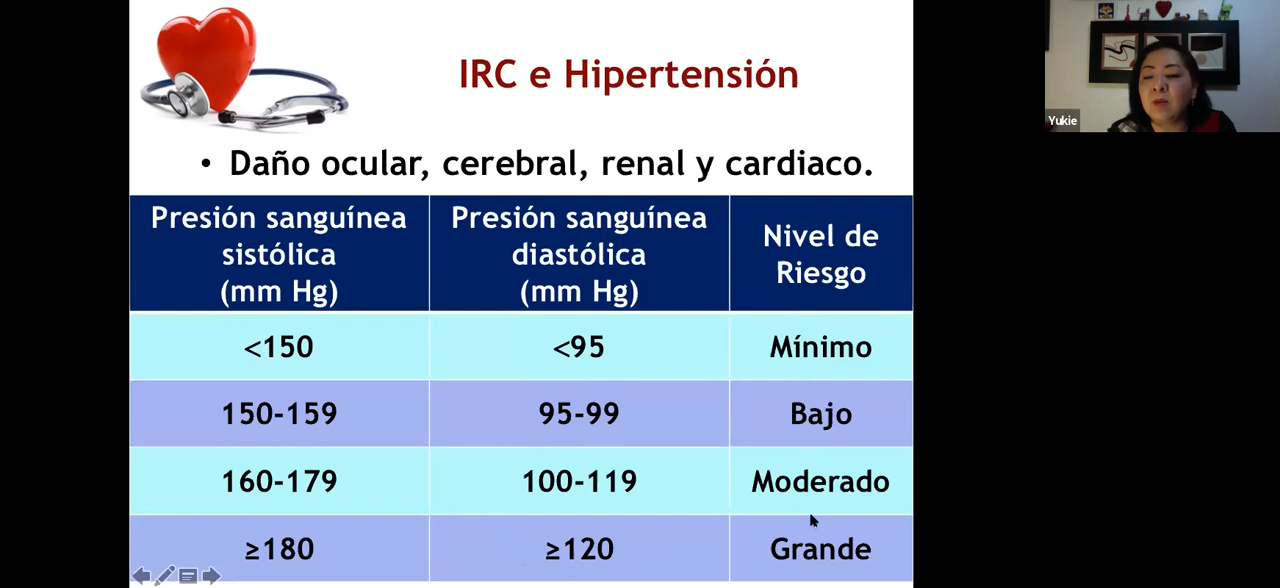 IRC e Hipertensión
• Daño ocular, cerebral, renal y cardiaco.
Presión sanguínea sistólica (mm Hg)
Presión sanguínea diastólica (mm Hg)
Nivel de Riesgo
<150
<95
Mínimo
150-159
95-99
Bajo
160-179
100-119
Moderado
≥180
≥120
Grande
Yukie